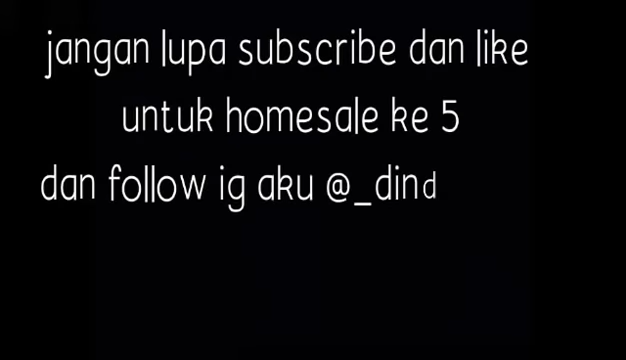 jangan lupa subscribe dan like
untuk homesale ke 5
dan follow ig aku @_dind